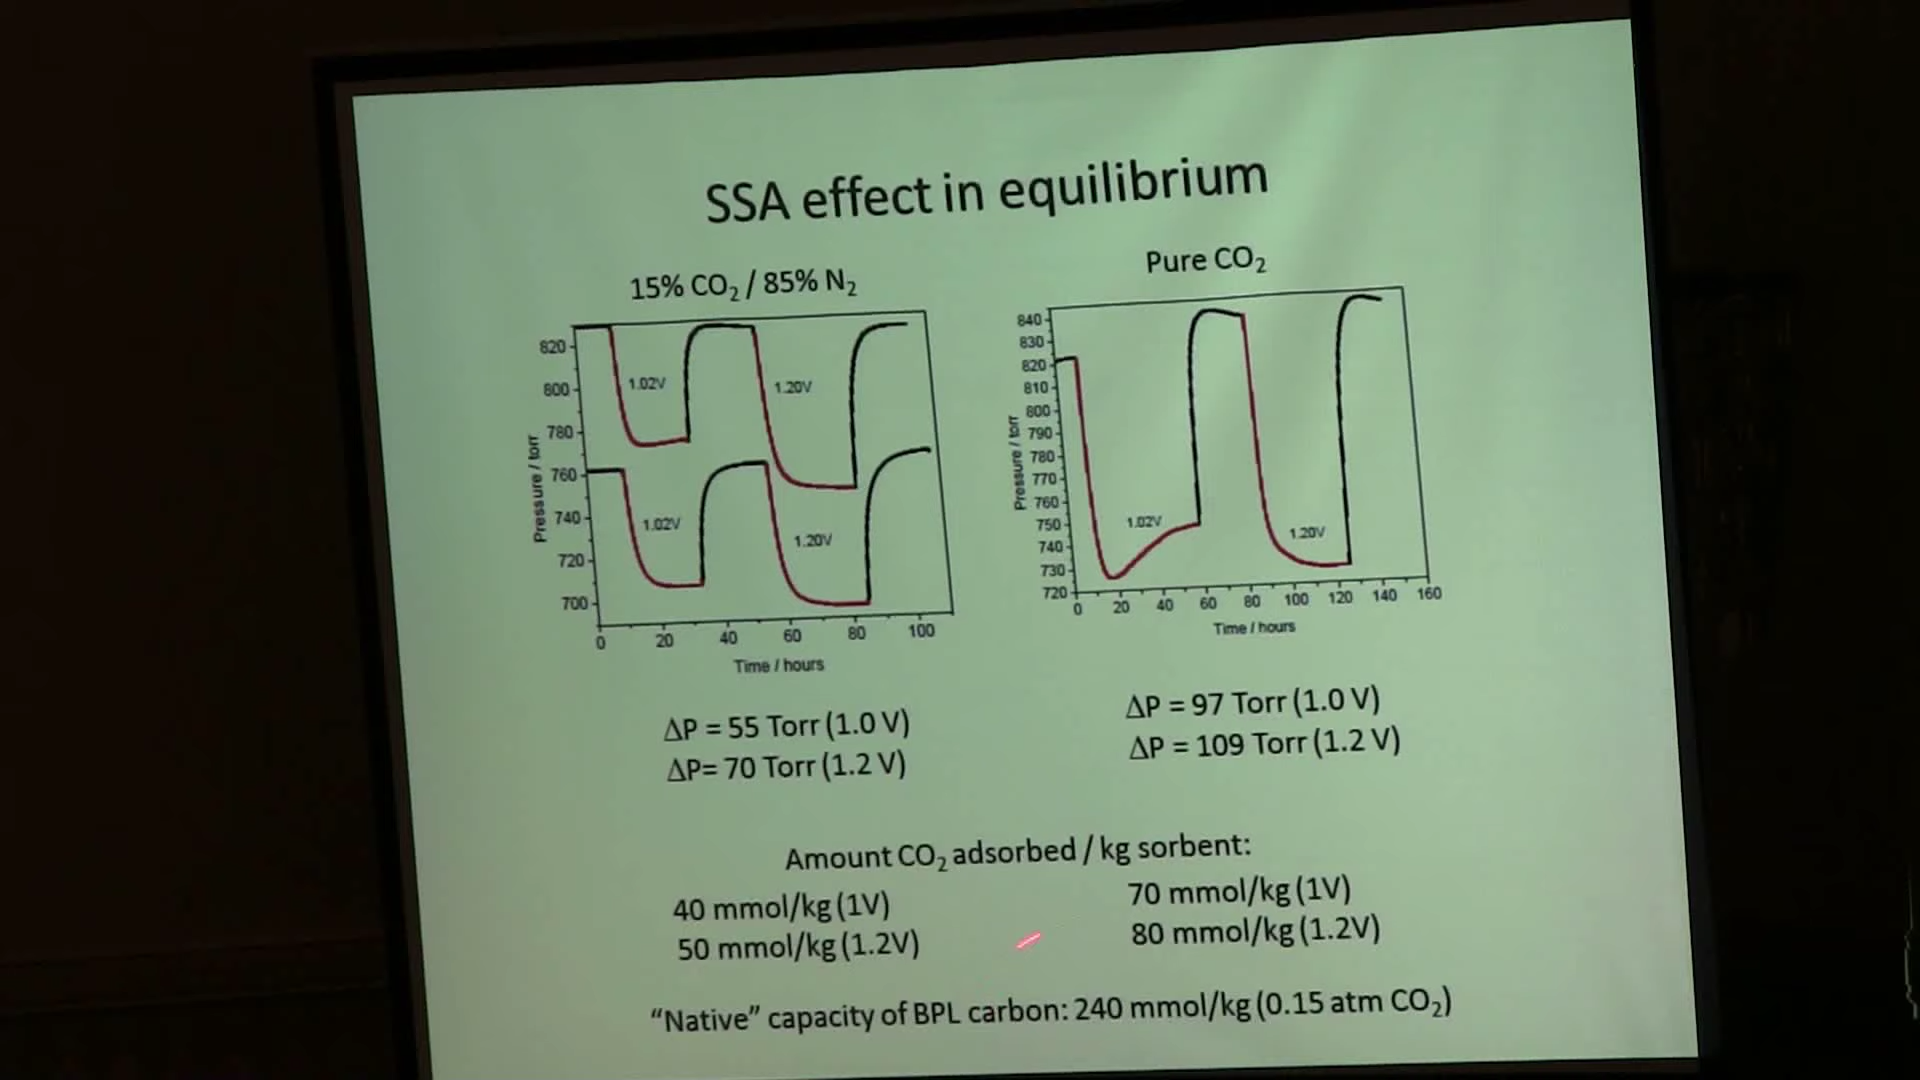 SSA effect in equilibrium
15% CO₂ / 85% N₂
Pure CO₂
820
800
780
760
740
720
700
Pressure / torr
1.02V
1.20V
1.02V
1.20V
0 20 40 60 80 100
Time / hours
840
830
820
810
800
790
780
770
760
750
740
730
720
Pressure / torr
1.02V
1.20V
0 20 40 60 80 100 120 140 160
Time / hours
ΔP = 55 Torr (1.0 V)
ΔP= 70 Torr (1.2 V)
ΔP = 97 Torr (1.0 V)
ΔP = 109 Torr (1.2 V)
Amount CO₂ adsorbed / kg sorbent:
40 mmol/kg (1V)
50 mmol/kg (1.2V)
70 mmol/kg (1V)
80 mmol/kg (1.2V)
“Native” capacity of BPL carbon: 240 mmol/kg (0.15 atm CO₂)